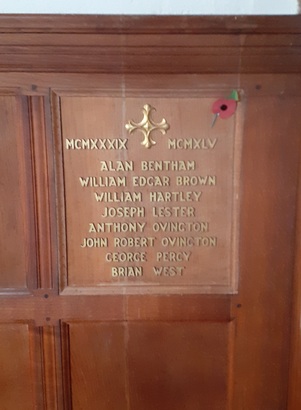 MCMXXXIX MCMXLV
ALAN BENTHAM
WILLIAM EDGAR BROWN
WILLIAM HARTLEY
JOSEPH LESTER
ANTHONY OVINGTON
JOHN ROBERT OVINGTON
GEORGE PERCY
BRIAN WEST